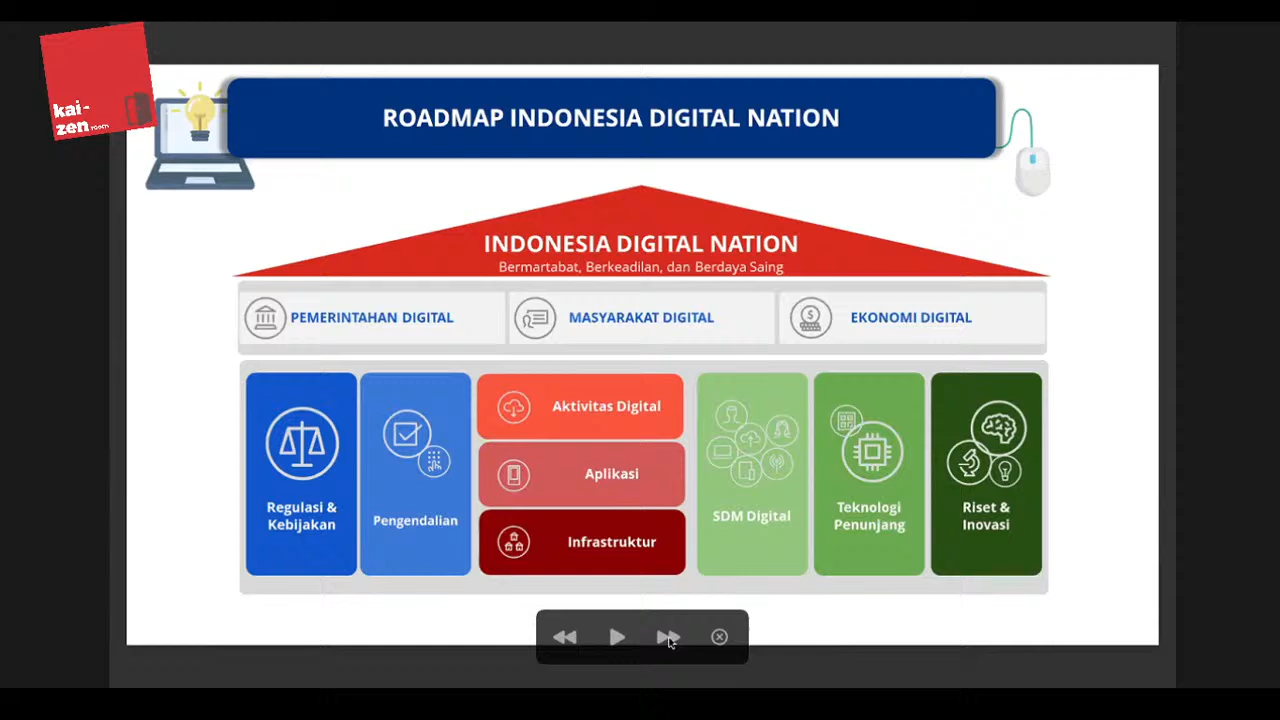 kai-
zen room
ROADMAP INDONESIA DIGITAL NATION
INDONESIA DIGITAL NATION
Bermartabat, Berkeadilan, dan Berdaya Saing
PEMERINTAHAN DIGITAL
MASYARAKAT DIGITAL
EKONOMI DIGITAL
Regulasi &
Kebijakan
Pengendalian
Aktivitas Digital
Aplikasi
Infrastruktur
SDM Digital
Teknologi
Penunjang
Riset &
Inovasi